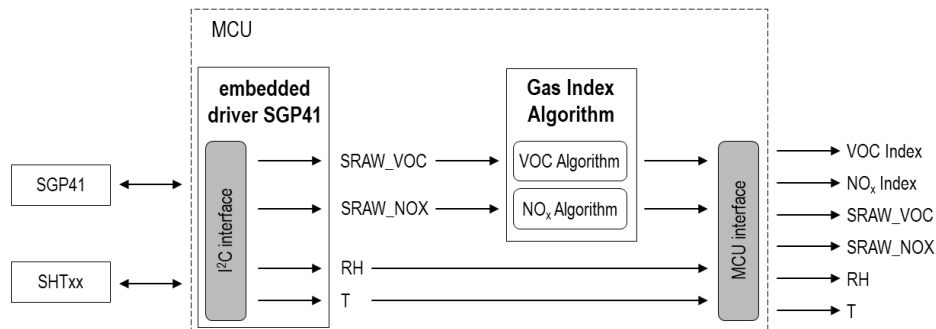 MCU
embedded
driver SGP41
Gas Index
Algorithm
SGP41
SHTxx
I²C interface
SRAW_VOC
SRAW_NOX
RH
T
VOC Algorithm
NOₓ Algorithm
MCU interface
VOC Index
NOₓ Index
SRAW_VOC
SRAW_NOX
RH
T